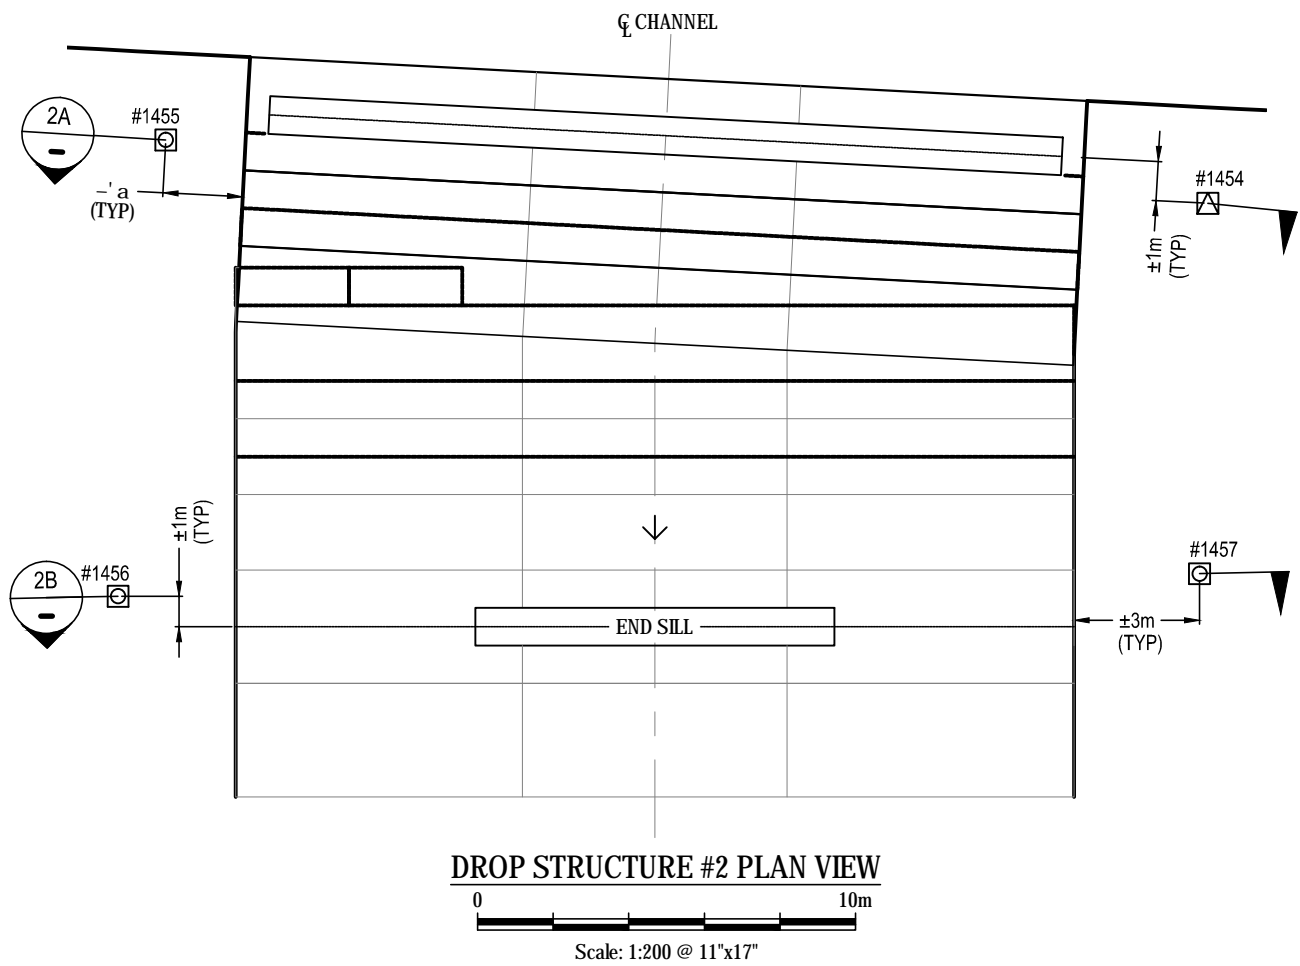 ℄ CHANNEL
2A
#1455
(TYP)
#1454
±1m
(TYP)
±1m
(TYP)
2B
#1456
#1457
END SILL
±3m
(TYP)
DROP STRUCTURE #2 PLAN VIEW
0 10m
Scale: 1:200 @ 11"x17"